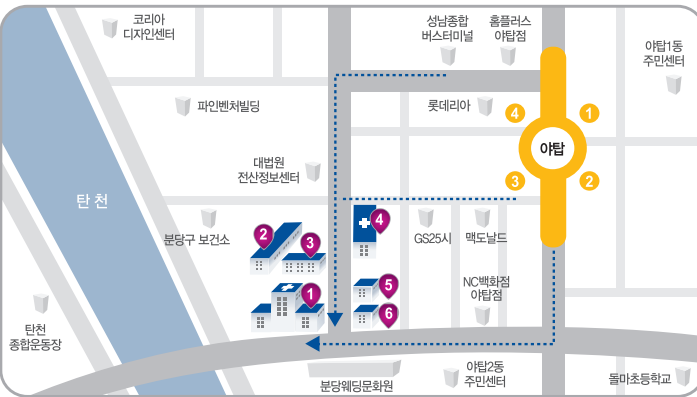 코리아
디자인센터
성남종합
버스터미널
홈플러스
야탑점
야탑1동
주민센터
파인벤처빌딩
롯데리아
4
1
야탑
3
2
대법원
전산정보센터
탄천
분당구 보건소
2
3
4
GS25시
맥도날드
1
5
6
NC백화점
야탑점
탄천
종합운동장
분당웨딩문화원
야탑2동
주민센터
돌마초등학교